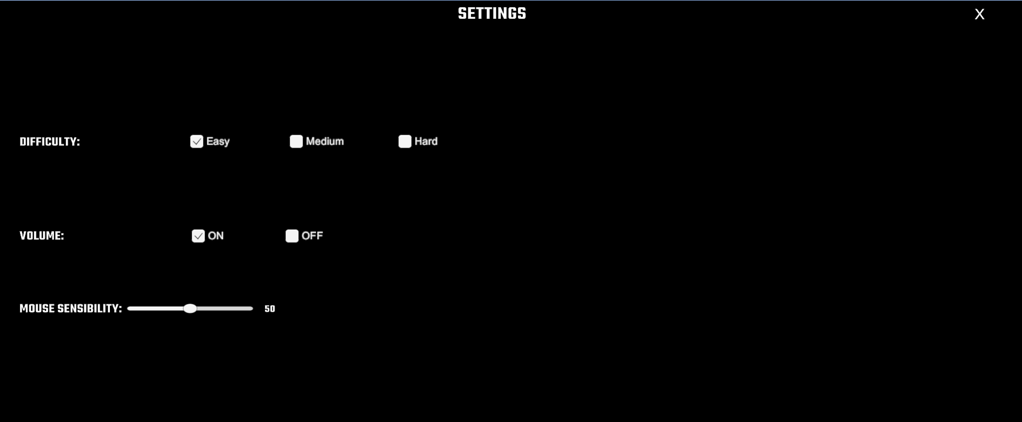 SETTINGS X
DIFFICULTY: Easy Medium Hard
VOLUME: ON OFF
MOUSE SENSIBILITY: 50